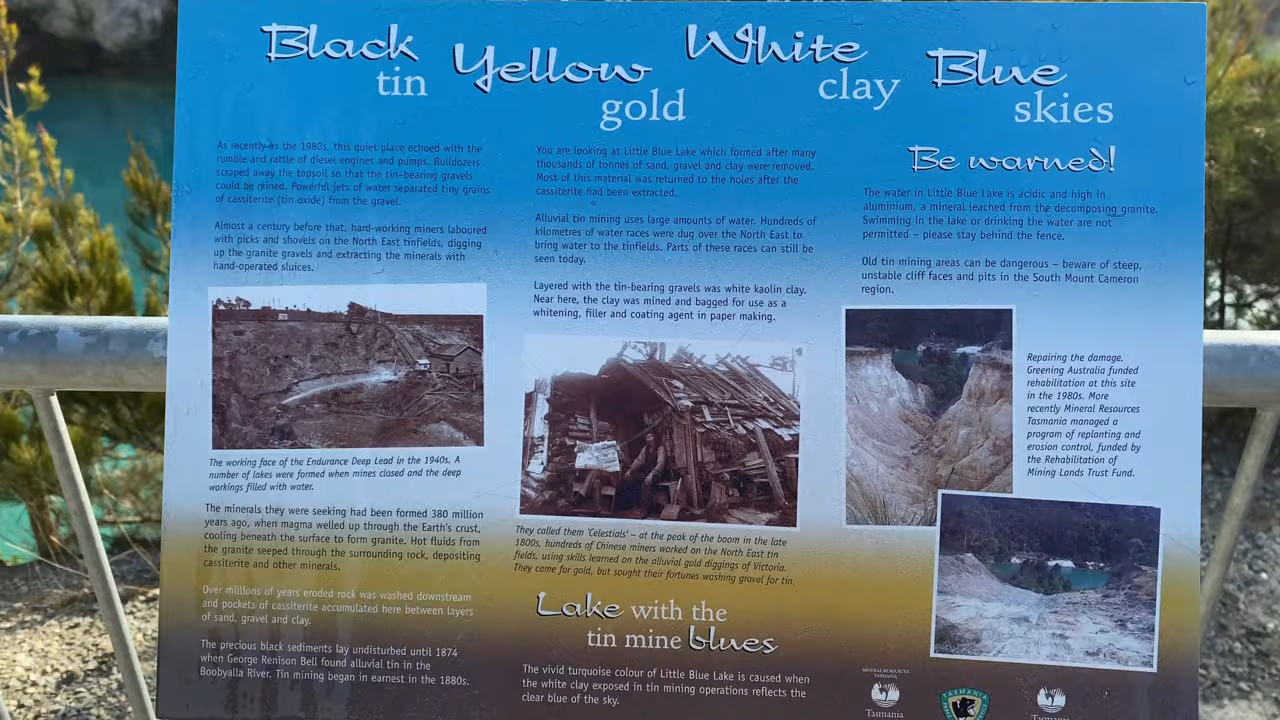 Black tin
Yellow gold
White clay
Blue skies
As recently as the 1980s, this quiet place echoed with the
rumble and rattle of diesel engines and pumps. Bulldozers
scraped away the topsoil so that the tin-bearing gravels
could be mined. Powerful jets of water separated tiny grains
of cassiterite (tin oxide) from the gravel.
Almost a century before that, hard-working miners laboured
with picks and shovels on the North East tinfields, digging
up the granite gravels and extracting the minerals with
hand-operated sluices.
The working face of the Endurance Deep Lead in the 1940s. A
number of lakes were formed when mines closed and the deep
workings filled with water.
The minerals they were seeking had been formed 380 million
years ago, when magma welled up through the Earth's crust,
cooling beneath the surface to form granite. Hot fluids from
the granite seeped through the surrounding rock, depositing
cassiterite and other minerals.
Over millions of years eroded rock was washed downstream
and pockets of cassiterite accumulated here between layers
of sand, gravel and clay.
The precious black sediments lay undisturbed until 1874
when George Renison Bell found alluvial tin in the
Boobyalla River. Tin mining began in earnest in the 1880s.
You are looking at Little Blue Lake which formed after many
thousands of tonnes of sand, gravel and clay were removed.
Most of this material was returned to the holes after the
cassiterite had been extracted.
Alluvial tin mining uses large amounts of water. Hundreds of
kilometres of water races were dug over the North East to
bring water to the tinfields. Parts of these races can still be
seen today.
Layered with the tin-bearing gravels was white kaolin clay.
Near here, the clay was mined and bagged for use as a
whitening, filler and coating agent in paper making.
They called them 'Celestials' – at the peak of the boom in the late
1800s, hundreds of Chinese miners worked on the North East tin
fields, using skills learned on the alluvial gold diggings of Victoria.
They came for gold, but sought their fortunes washing gravel for tin.
Lake with the
tin mine blues
The vivid turquoise colour of Little Blue Lake is caused when
the white clay exposed in tin mining operations reflects the
clear blue of the sky.
Be warned!
The water in Little Blue Lake is acidic and high in
aluminium, a mineral leached from the decomposing granite.
Swimming in the lake or drinking the water are not
permitted – please stay behind the fence.
Old tin mining areas can be dangerous – beware of steep,
unstable cliff faces and pits in the South Mount Cameron
region.
Repairing the damage.
Greening Australia funded
rehabilitation at this site
in the 1980s. More
recently Mineral Resources
Tasmania managed a
program of replanting and
erosion control, funded by
the Rehabilitation of
Mining Lands Trust Fund.
MINERAL RESOURCES
TASMANIA
Tasmania
TASMANIA
Tasmania